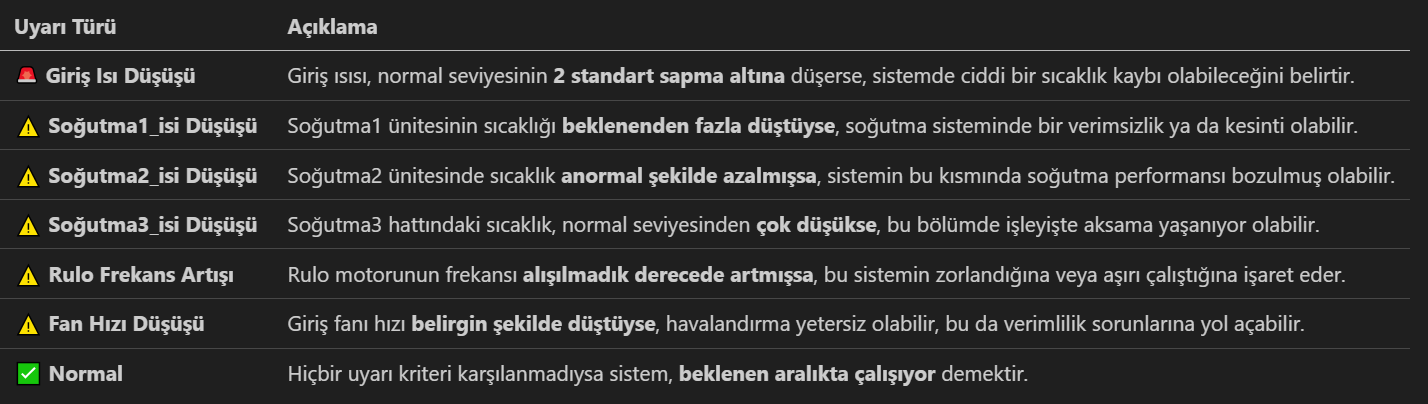 Uyarı Türü Açıklama
🚨 Giriş Isı Düşüşü Giriş ısısı, normal seviyesinin 2 standart sapma altına düşerse, sistemde ciddi bir sıcaklık kaybı olabileceğini belirtir.
⚠️ Soğutma1_isi Düşüşü Soğutma1 ünitesinin sıcaklığı beklenenden fazla düştüyse, soğutma sisteminde bir verimsizlik ya da kesinti olabilir.
⚠️ Soğutma2_isi Düşüşü Soğutma2 ünitesinde sıcaklık anormal şekilde azalmışsa, sistemin bu kısmında soğutma performansı bozulmuş olabilir.
⚠️ Soğutma3_isi Düşüşü Soğutma3 hattındaki sıcaklık, normal seviyesinden çok düşükse, bu bölümde işleyişte aksama yaşanıyor olabilir.
⚠️ Rulo Frekans Artışı Rulo motorunun frekansı alışılmadık derecede artmışsa, bu sistemin zorlandığına veya aşırı çalıştığına işaret eder.
⚠️ Fan Hızı Düşüşü Giriş fanı hızı belirgin şekilde düştüyse, havalandırma yetersiz olabilir, bu da verimlilik sorunlarına yol açabilir.
✅ Normal Hiçbir uyarı kriteri karşılanmadıysa sistem, beklenen aralıkta çalışıyor demektir.